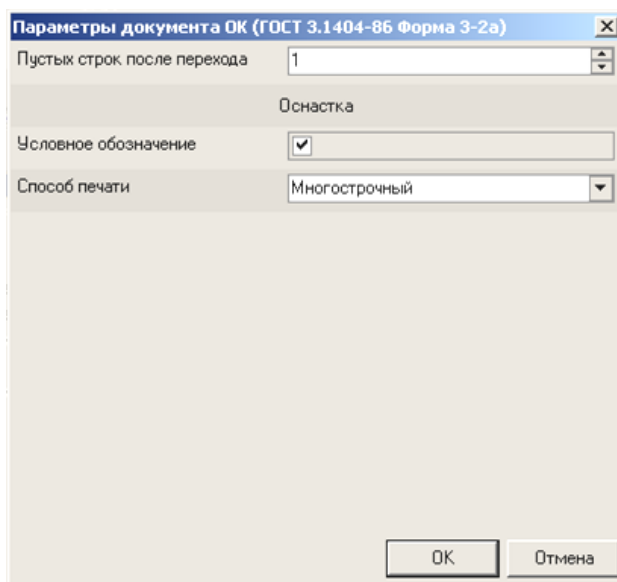 Параметры документа ОК (ГОСТ 3.1404-86 Форма 3-2а)
Пустых строк после перехода 1
Оснастка
Условное обозначение
Способ печати Многострочный
OK Отмена